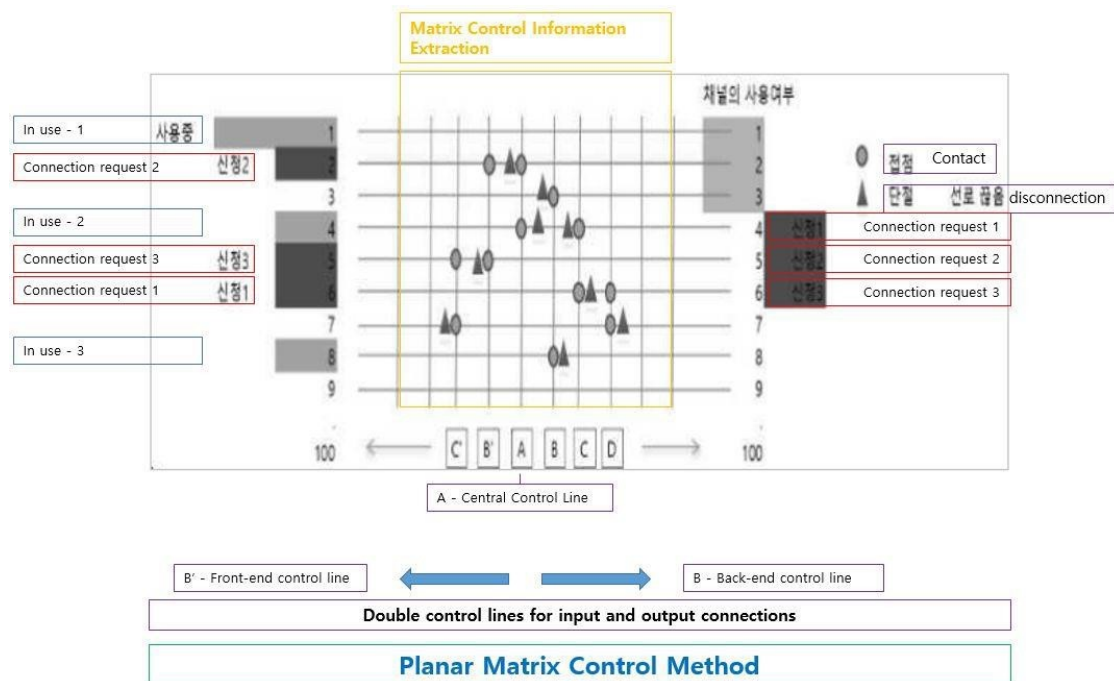 Matrix Control Information
Extraction
채널의 사용여부
In use - 1
사용중
1
1
Connection request 2
신청2
2
2
접점
Contact
3
3
단절
선로 끊음
disconnection
In use - 2
4
4
신청1
Connection request 1
Connection request 3
신청3
5
5
신청2
Connection request 2
Connection request 1
신청1
6
6
신청3
Connection request 3
7
7
In use - 3
8
8
9
9
100
C'
B'
A
B
C
D
100
A - Central Control Line
B' - Front-end control line
B - Back-end control line
Double control lines for input and output connections
Planar Matrix Control Method